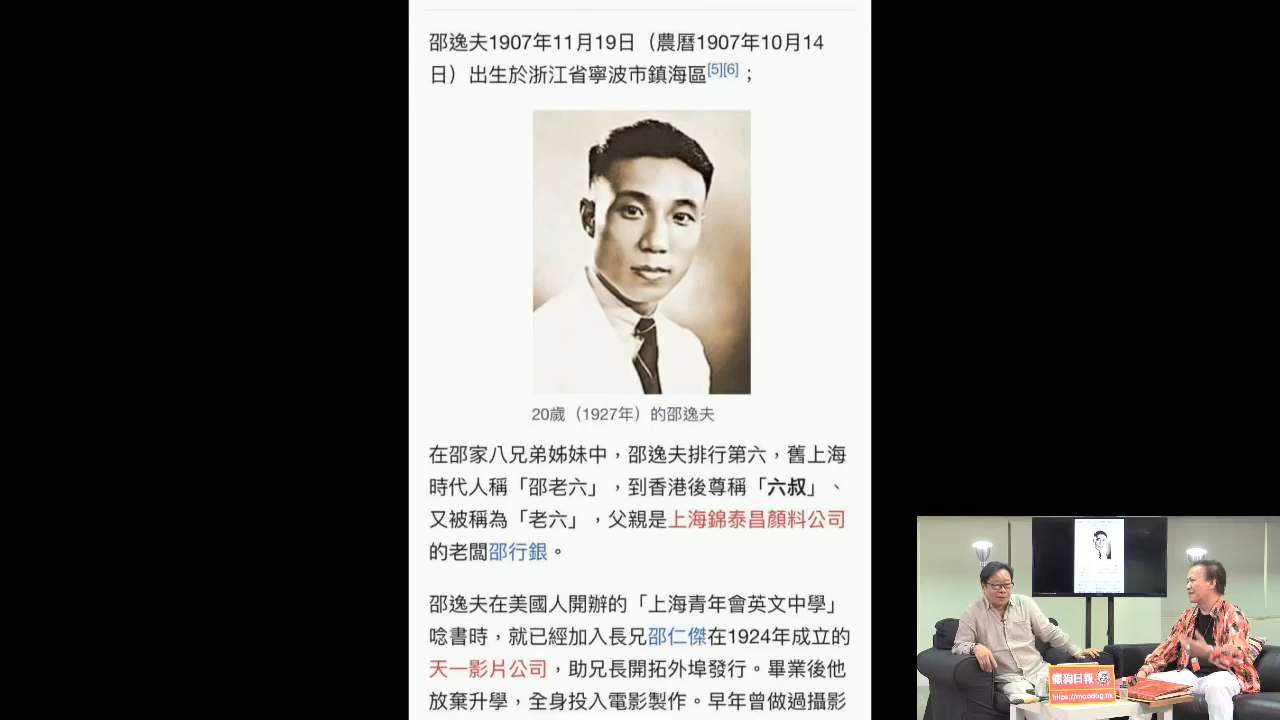 邵逸夫1907年11月19日（農曆1907年10月14
日）出生於浙江省寧波市鎮海區[5][6]；
20歲（1927年）的邵逸夫
在邵家八兄弟姊妹中，邵逸夫排行第六，舊上海
時代人稱「邵老六」，到香港後尊稱「六叔」、
又被稱為「老六」，父親是上海錦泰昌顏料公司
的老闆邵行銀。
邵逸夫在美國人開辦的「上海青年會英文中學」
唸書時，就已經加入長兄邵仁傑在1924年成立的
天一影片公司，助兄長開拓外埠發行。畢業後他
放棄升學，全身投入電影製作。早年曾做過攝影
癲狗日報
https://maddog.hk